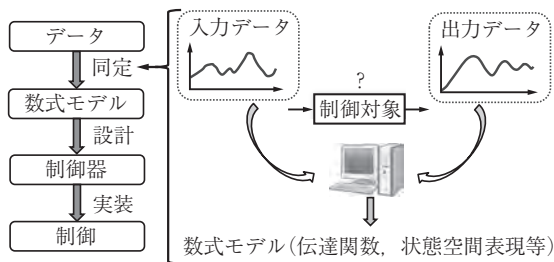 データ
同定
数式モデル
設計
制御器
実装
制御
入力データ
出力データ
?
制御対象
数式モデル(伝達関数，状態空間表現等)